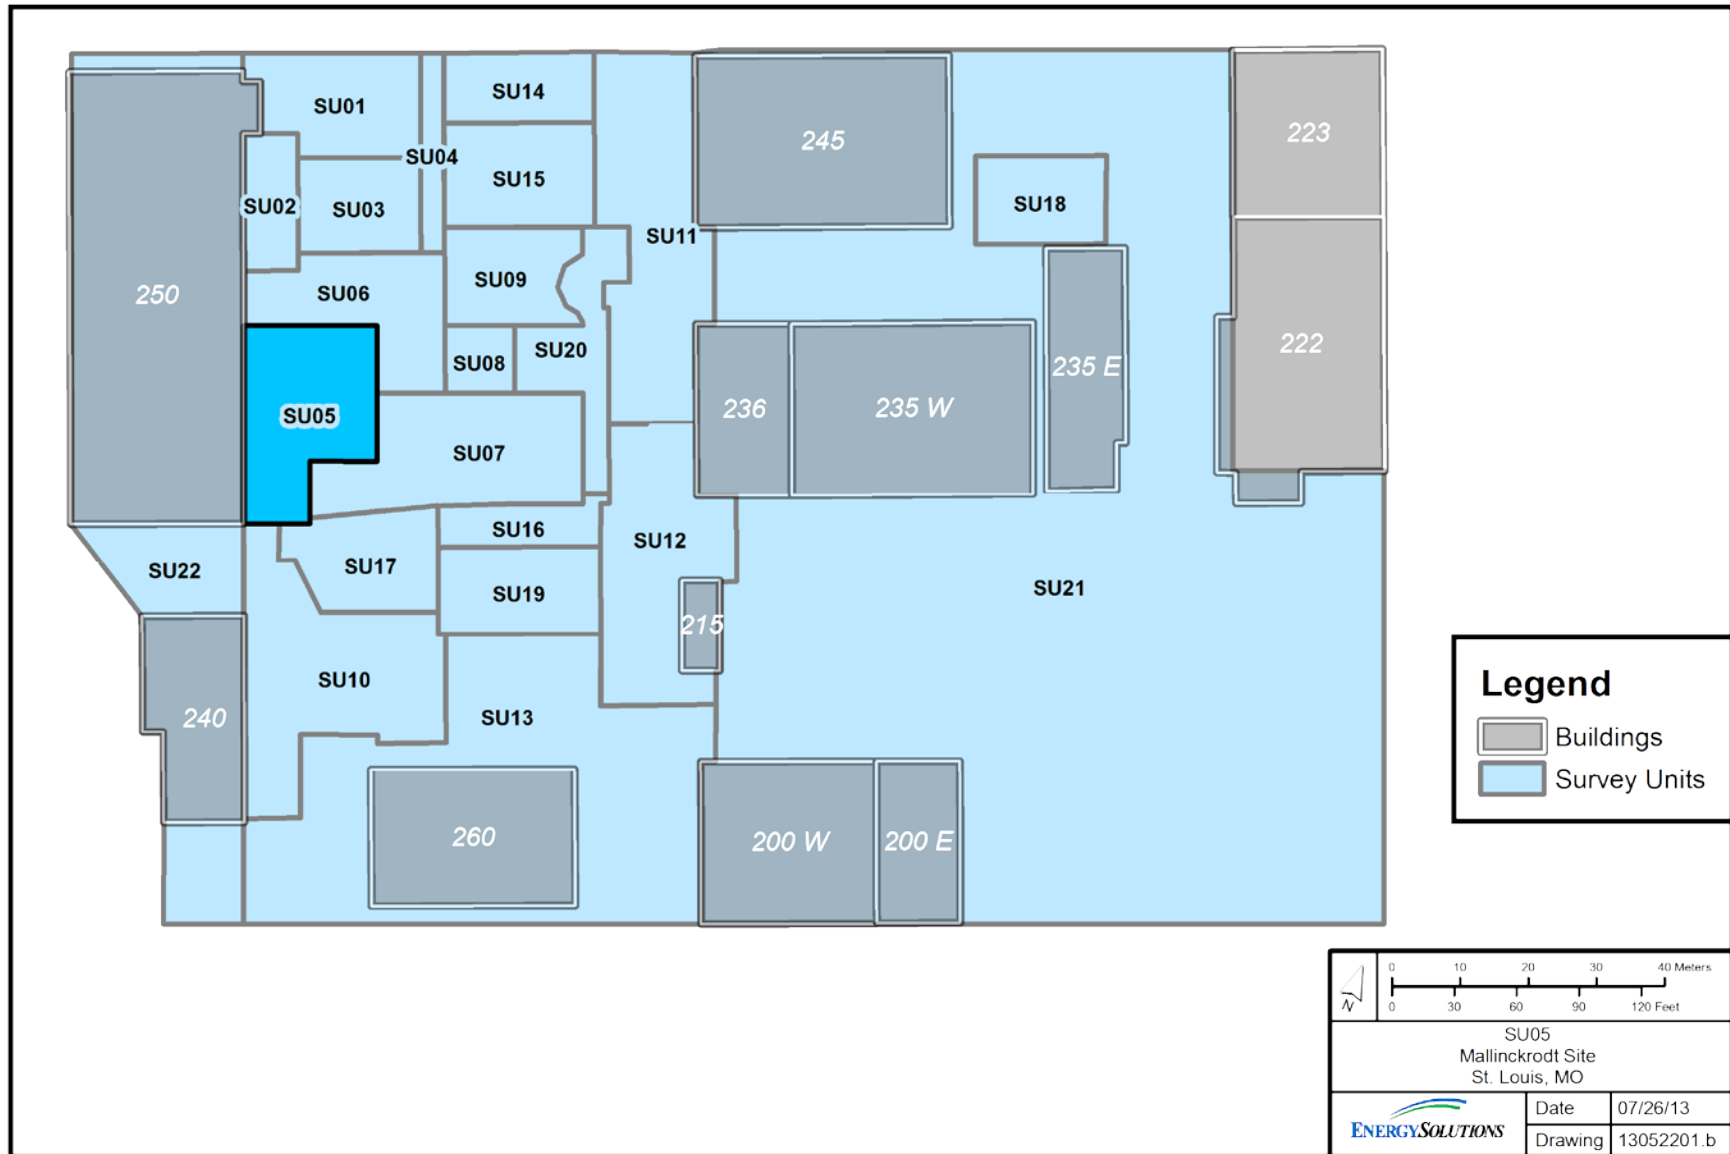 SU01
SU14
245
223
SU04
SU15
SU02
SU03
SU18
SU11
SU09
250
SU06
222
SU20
SU08
235 E
236
235 W
SU05
SU07
SU16
SU12
SU17
SU22
SU19
SU21
215
SU10
240
SU13
260
200 W
200 E
Legend
Buildings
Survey Units
0 10 20 30 40 Meters
0 30 60 90 120 Feet
N
SU05
Mallinckrodt Site
St. Louis, MO
ENERGYSOLUTIONS
Date 07/26/13
Drawing 13052201.b